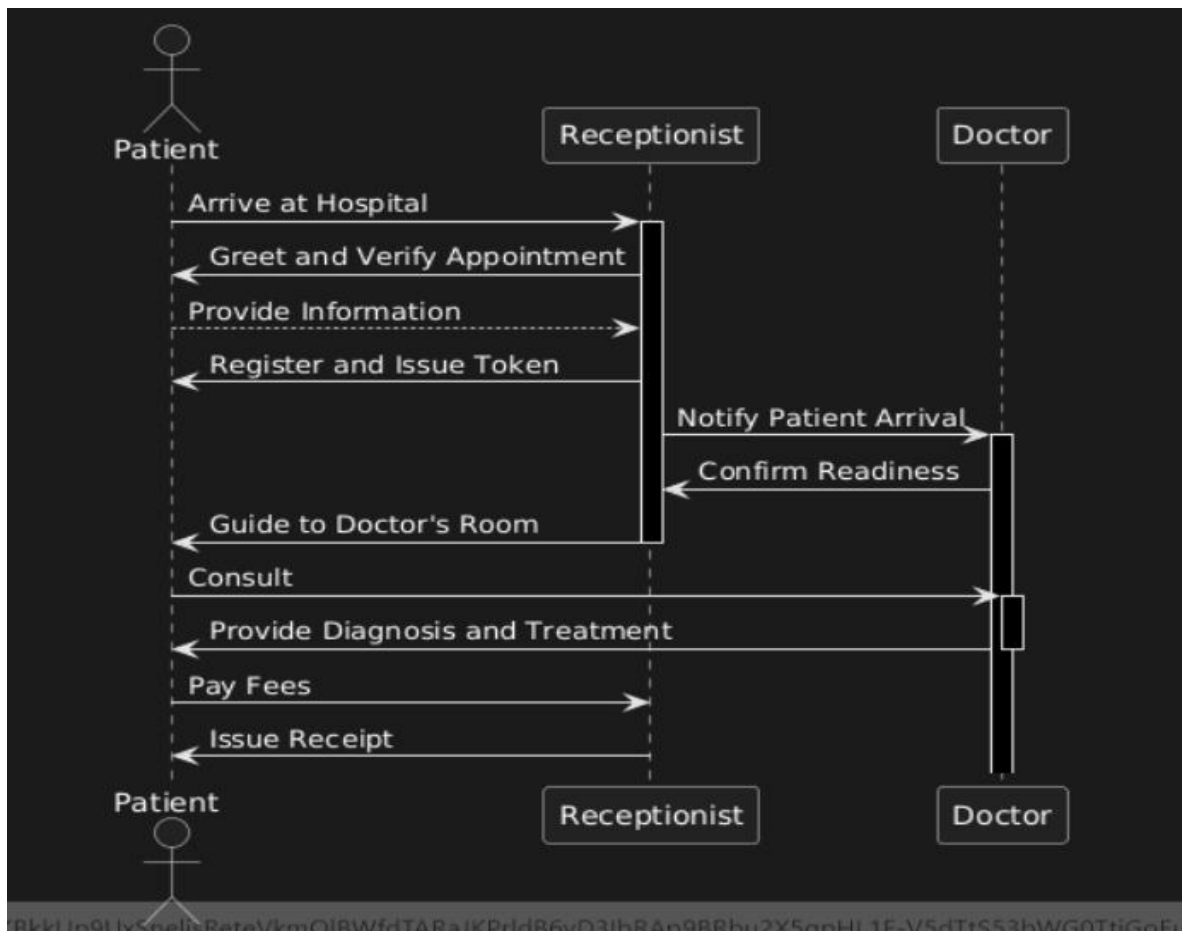 Patient
Receptionist
Doctor
Arrive at Hospital
Greet and Verify Appointment
Provide Information
Register and Issue Token
Notify Patient Arrival
Confirm Readiness
Guide to Doctor's Room
Consult
Provide Diagnosis and Treatment
Pay Fees
Issue Receipt
Patient
Receptionist
Doctor